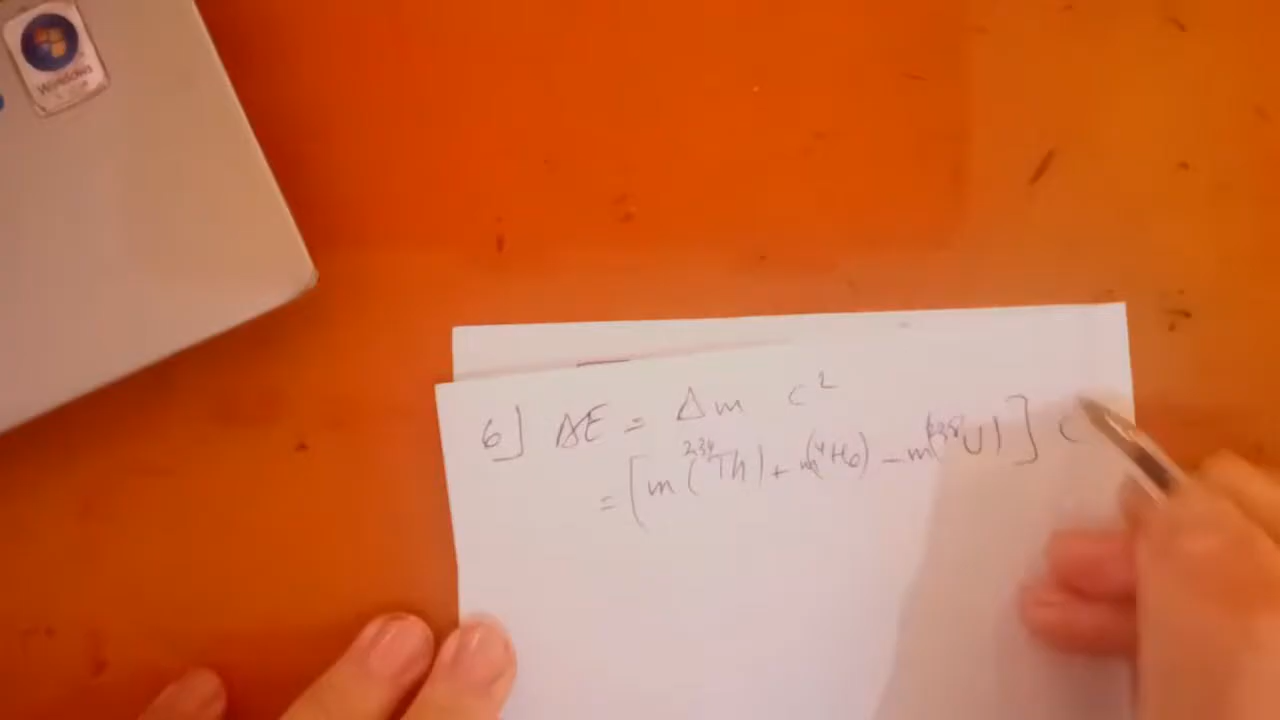 Windows
6] ΔE = Δm c²
= [m(²³⁴Th) + m(⁴He) - m(²³⁸U)] c